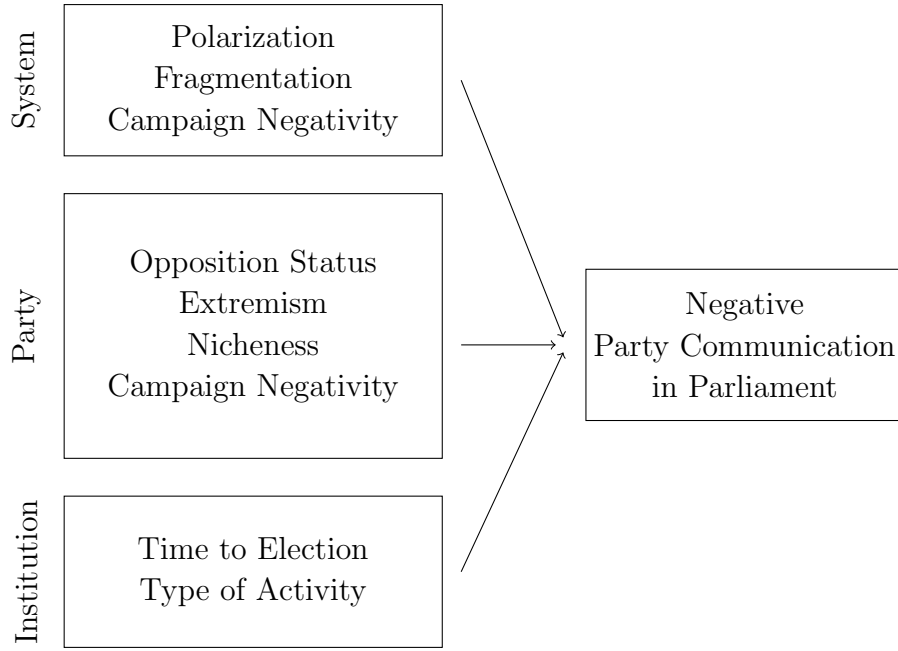 System
Polarization
Fragmentation
Campaign Negativity
Party
Opposition Status
Extremism
Nicheness
Campaign Negativity
Institution
Time to Election
Type of Activity
Negative
Party Communication
in Parliament